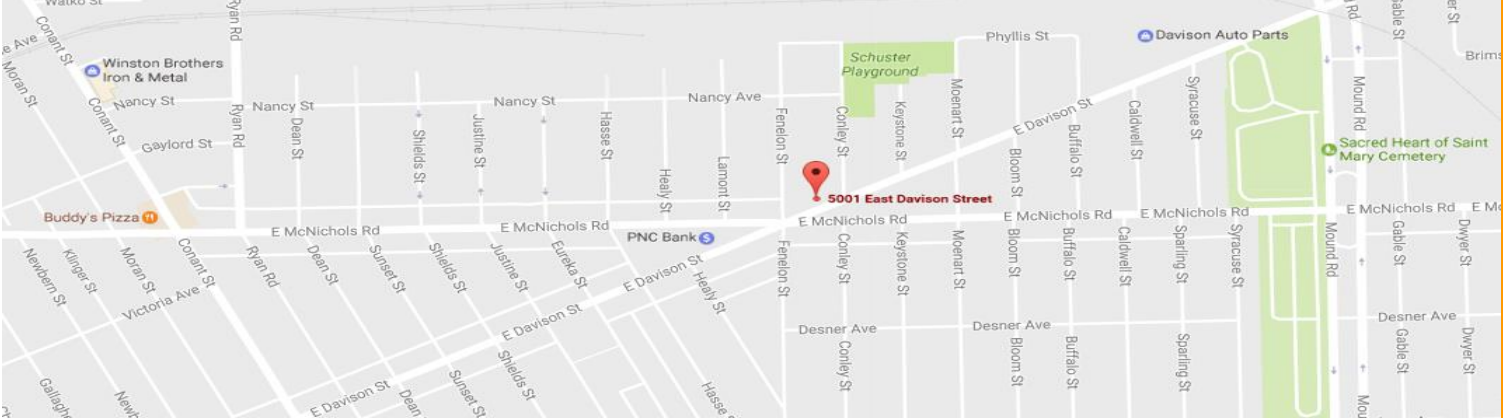 Watko St
Conant St
Ryan Rd
Phyllis St
Davison Auto Parts
Gable St
Mound Rd
Moran St
Winston Brothers
Iron & Metal
Schuster
Playground
Brims
Conant St
Nancy St
Nancy St
Nancy St
Nancy Ave
Fenelon St
Conley St
Keystone St
Moenart St
E Davison St
Buffalo St
Caldwell St
Syracuse St
Ryan Rd
Dean St
Shields St
Justine St
Hasse St
Gaylord St
Healy St
Lamont St
Bloom St
Sacred Heart of Saint
Mary Cemetery
5001 East Davison Street
Buddy's Pizza
E McNichols Rd
E McNichols Rd
PNC Bank
E McNichols Rd
E McNichols Rd
E McNichols Rd
E McNichols Rd
Newbern St
Klinger St
Moran St
Conant St
Ryan Rd
Dean St
Sunset St
Shields St
Justine St
Eureka St
E Davison St
Healy St
Fenelon St
Conley St
Keystone St
Moenart St
Bloom St
Buffalo St
Caldwell St
Sparling St
Syracuse St
Mound Rd
Gable St
Dwyer St
Victoria Ave
E Davison St
Desner Ave
Desner Ave
Desner Ave
E Davison St
Sunset St
Shields St
Conley St
Bloom St
Buffalo St
Sparling St
Gable St
Dwyer St